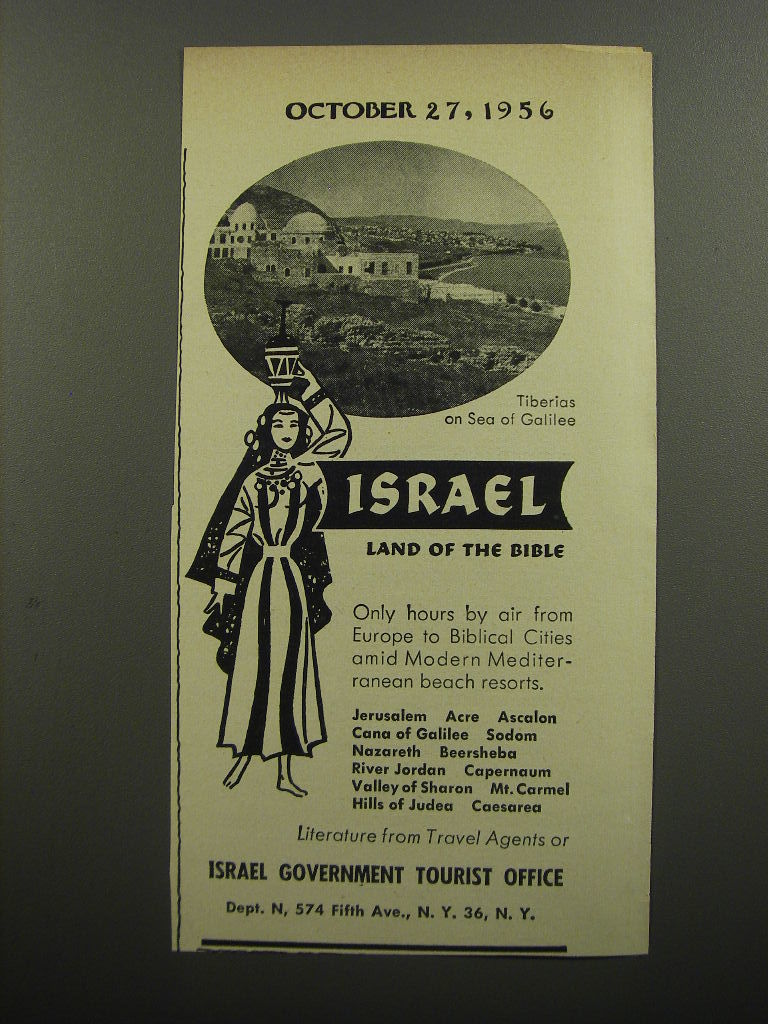 OCTOBER 27, 1956
Tiberias
on Sea of Galilee
ISRAEL
LAND OF THE BIBLE
Only hours by air from
Europe to Biblical Cities
amid Modern Mediter-
ranean beach resorts.
Jerusalem Acre Ascalon
Cana of Galilee Sodom
Nazareth Beersheba
River Jordan Capernaum
Valley of Sharon Mt. Carmel
Hills of Judea Caesarea
Literature from Travel Agents or
ISRAEL GOVERNMENT TOURIST OFFICE
Dept. N, 574 Fifth Ave., N. Y. 36, N. Y.